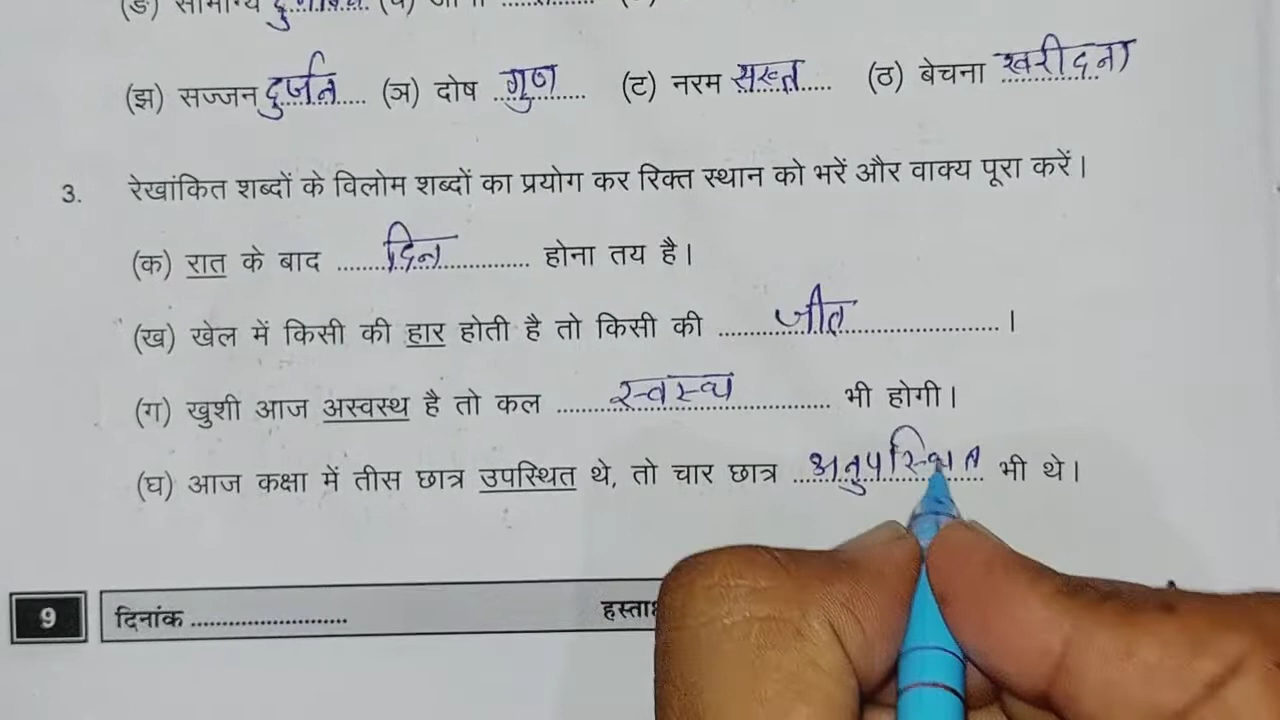 (ङ) सामान्य
(झ) सज्जन दुर्जन (ञ) दोष गुण (ट) नरम सख्त (ठ) बेचना खरीदना
3. रेखांकित शब्दों के विलोम शब्दों का प्रयोग कर रिक्त स्थान को भरें और वाक्य पूरा करें।
(क) रात के बाद दिन होना तय है।
(ख) खेल में किसी की हार होती है तो किसी की जीत ।
(ग) खुशी आज अस्वस्थ है तो कल स्वस्थ भी होगी।
(घ) आज कक्षा में तीस छात्र उपस्थित थे, तो चार छात्र अनुपस्थित भी थे।
9 दिनांक ..........................